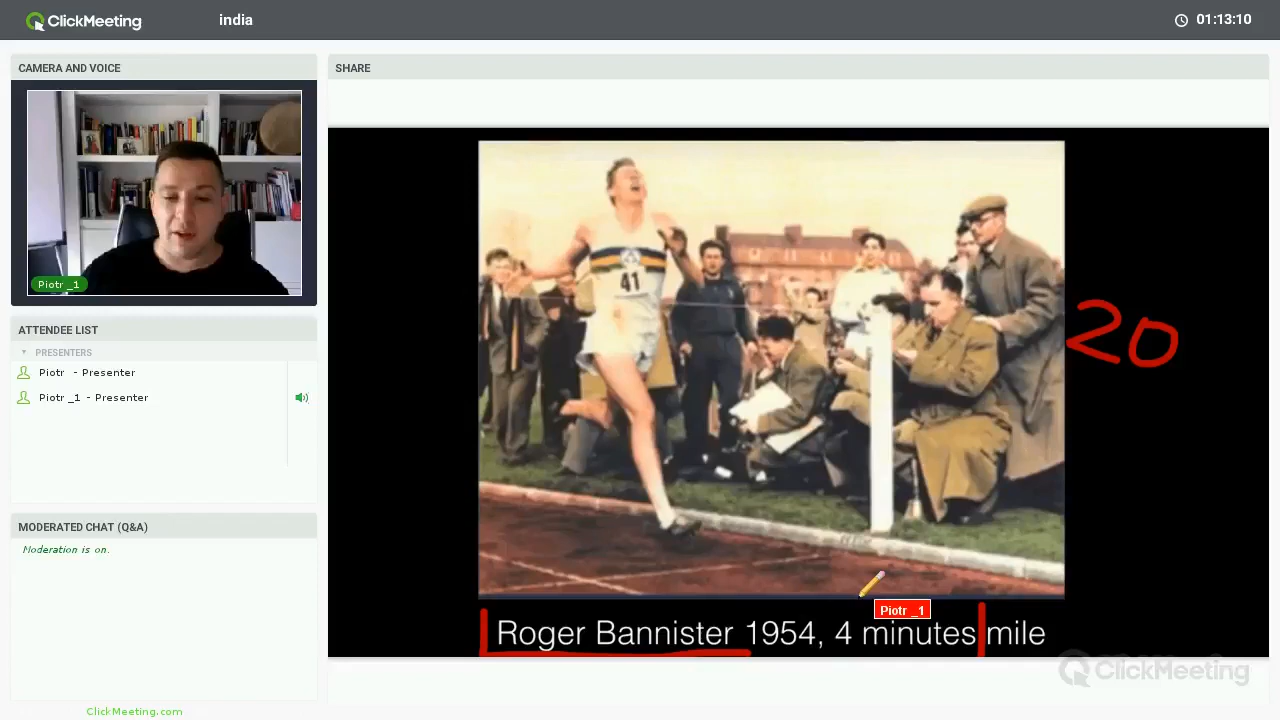 ClickMeeting
india
01:13:10
CAMERA AND VOICE
Piotr _1
ATTENDEE LIST
PRESENTERS
Piotr - Presenter
Piotr _1 - Presenter
MODERATED CHAT (Q&A)
Moderation is on.
ClickMeeting.com
SHARE
41
20
Piotr _1
Roger Bannister 1954, 4 minutes mile
ClickMeeting